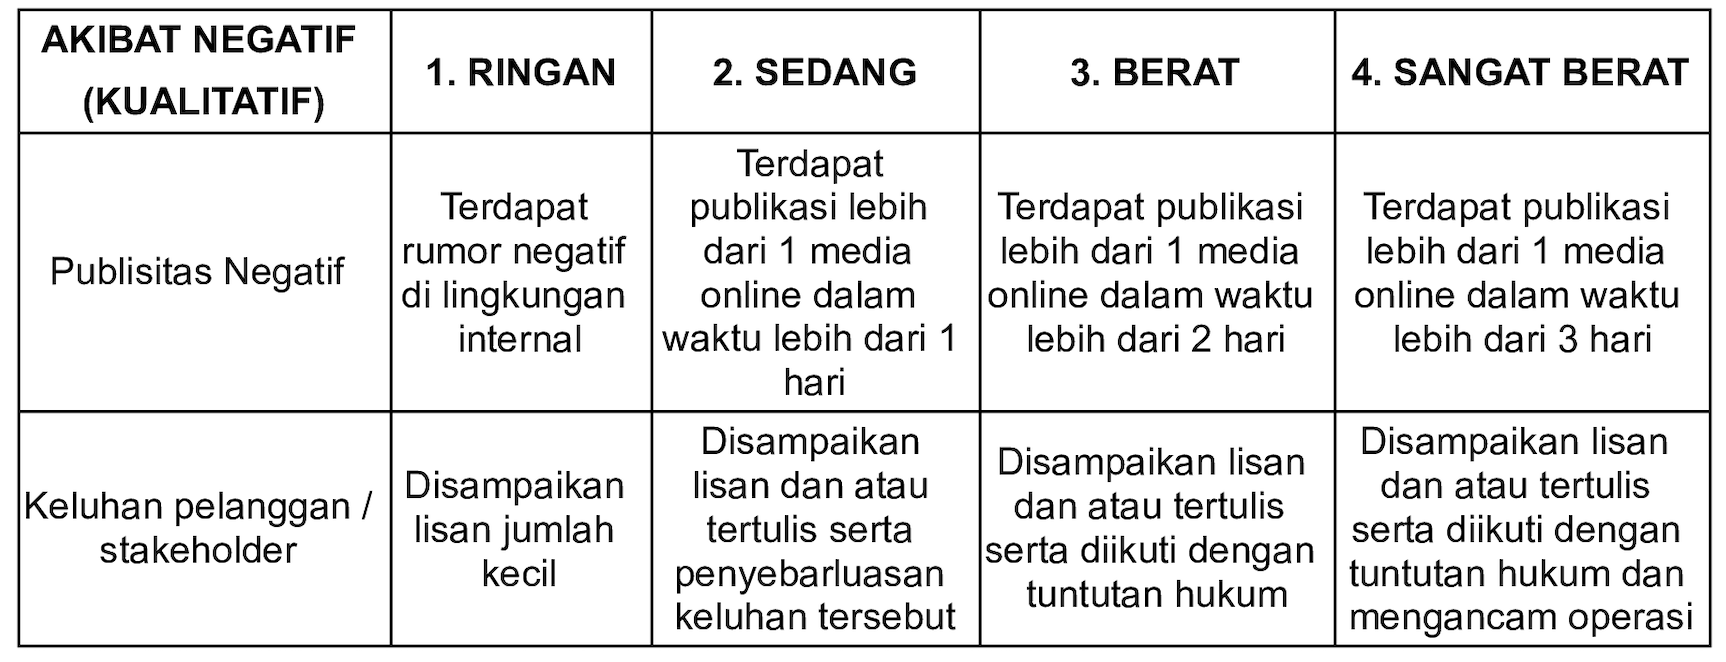 AKIBAT NEGATIF
(KUALITATIF)
1. RINGAN
2. SEDANG
3. BERAT
4. SANGAT BERAT
Publisitas Negatif
Terdapat
rumor negatif
di lingkungan
internal
Terdapat
publikasi lebih
dari 1 media
online dalam
waktu lebih dari 1
hari
Terdapat publikasi
lebih dari 1 media
online dalam waktu
lebih dari 2 hari
Terdapat publikasi
lebih dari 1 media
online dalam waktu
lebih dari 3 hari
Keluhan pelanggan /
stakeholder
Disampaikan
lisan jumlah
kecil
Disampaikan
lisan dan atau
tertulis serta
penyebarluasan
keluhan tersebut
Disampaikan lisan
dan atau tertulis
serta diikuti dengan
tuntutan hukum
Disampaikan lisan
dan atau tertulis
serta diikuti dengan
tuntutan hukum dan
mengancam operasi